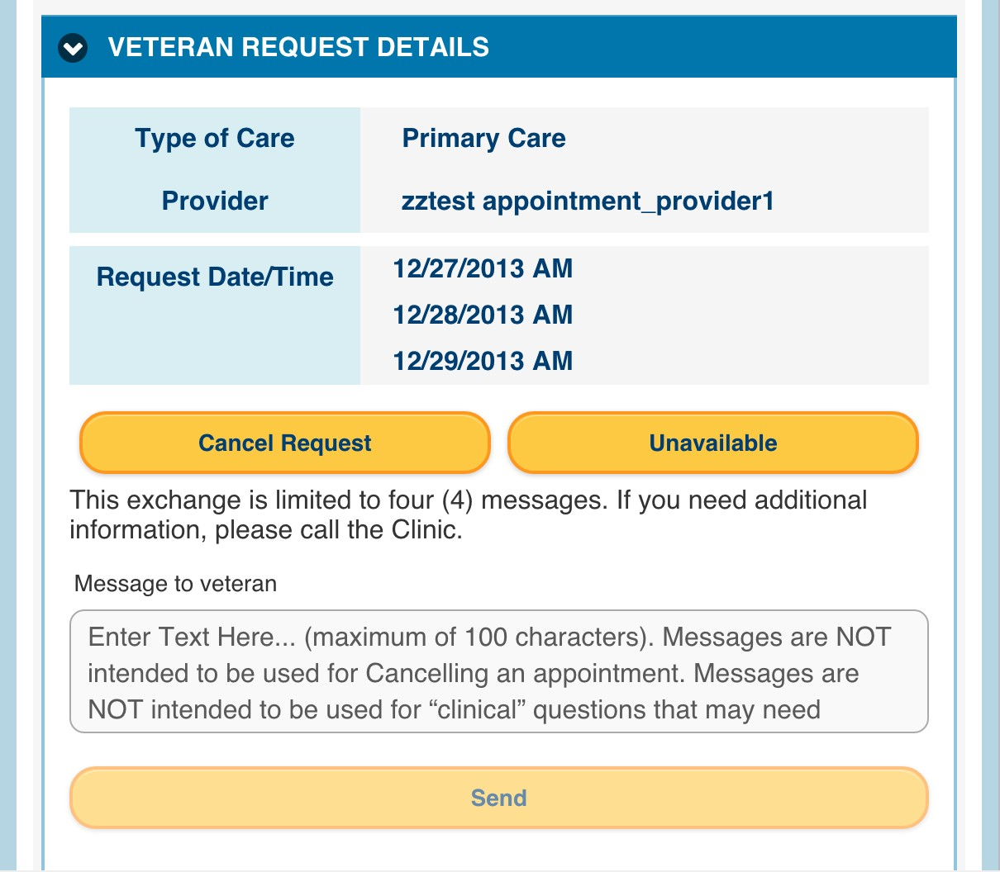 VETERAN REQUEST DETAILS
Type of Care
Primary Care
Provider
zztest appointment_provider1
Request Date/Time
12/27/2013 AM
12/28/2013 AM
12/29/2013 AM
Cancel Request
Unavailable
This exchange is limited to four (4) messages. If you need additional
information, please call the Clinic.
Message to veteran
Enter Text Here... (maximum of 100 characters). Messages are NOT
intended to be used for Cancelling an appointment. Messages are
NOT intended to be used for “clinical” questions that may need
Send